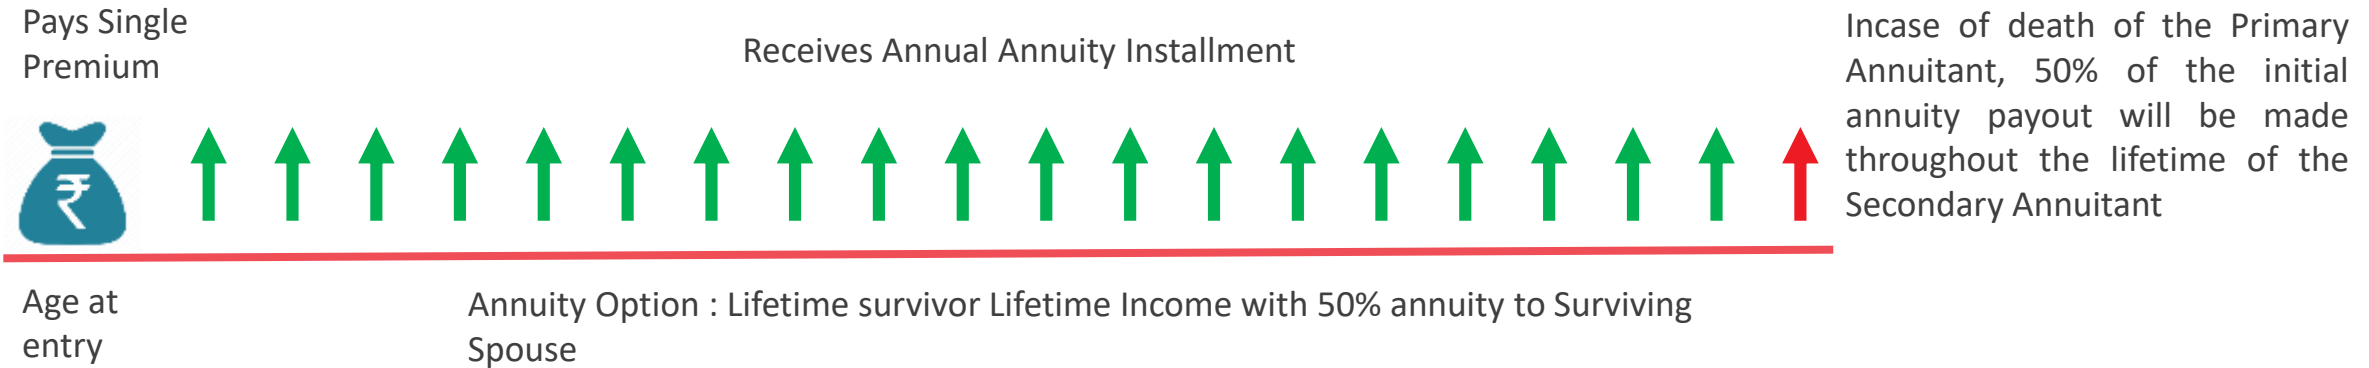 Pays Single
Premium
Receives Annual Annuity Installment
Incase of death of the Primary
Annuitant, 50% of the initial
annuity payout will be made
throughout the lifetime of the
Secondary Annuitant
₹
Age at
entry
Annuity Option : Lifetime survivor Lifetime Income with 50% annuity to Surviving
Spouse